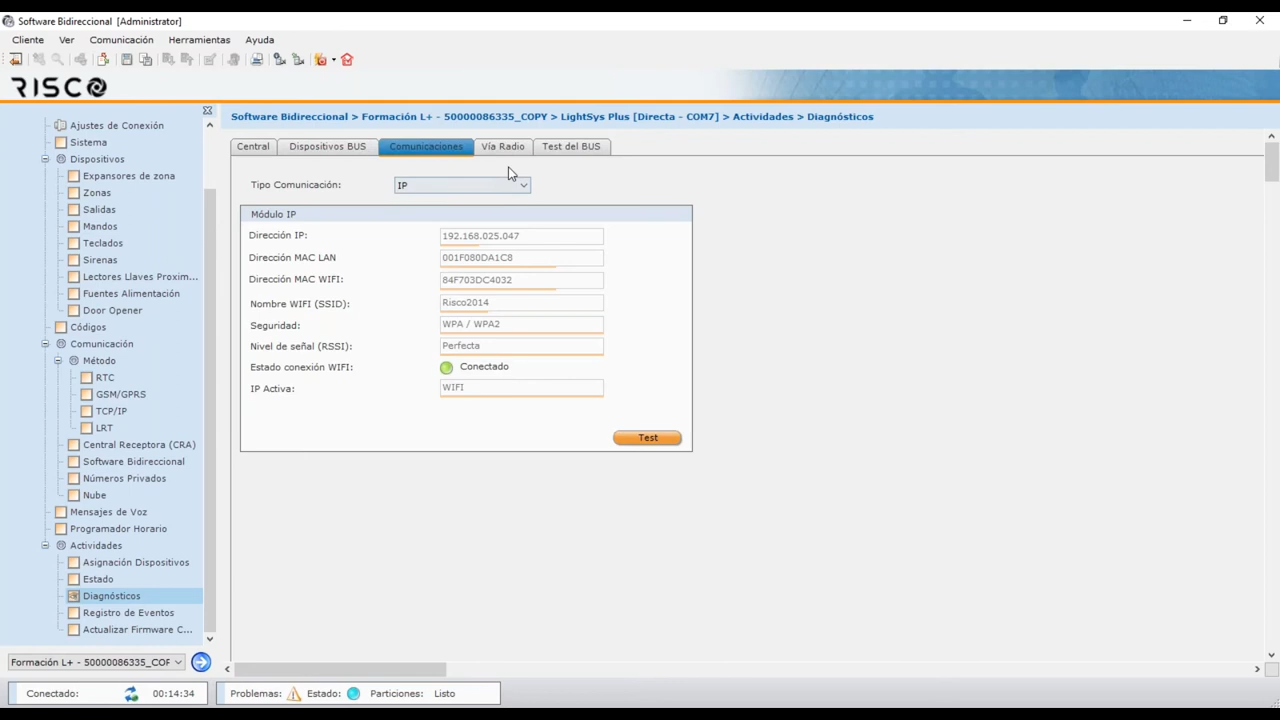 Software Bidireccional [Administrator]
Cliente Ver Comunicación Herramientas Ayuda
RISCO
Software Bidireccional > Formación L+ - 50000086335_COPY > LightSys Plus [Directa - COM7] > Actividades > Diagnósticos
Ajustes de Conexión
Sistema
Dispositivos
Expansores de zona
Zonas
Salidas
Mandos
Teclados
Sirenas
Lectores Llaves Proxim...
Fuentes Alimentación
Door Opener
Códigos
Comunicación
Método
RTC
GSM/GPRS
TCP/IP
LRT
Central Receptora (CRA)
Software Bidireccional
Números Privados
Nube
Mensajes de Voz
Programador Horario
Actividades
Asignación Dispositivos
Estado
Diagnósticos
Registro de Eventos
Actualizar Firmware C...
Formación L+ - 50000086335_COF
Central Dispositivos BUS Comunicaciones Vía Radio Test del BUS
Tipo Comunicación: IP
Módulo IP
Dirección IP: 192.168.025.047
Dirección MAC LAN 001F080DA1C8
Dirección MAC WIFI: 84F703DC4032
Nombre WIFI (SSID): Risco2014
Seguridad: WPA / WPA2
Nivel de señal (RSSI): Perfecta
Estado conexión WIFI: Conectado
IP Activa: WIFI
Test
Conectado: 00:14:34 Problemas: Estado: Particiones: Listo